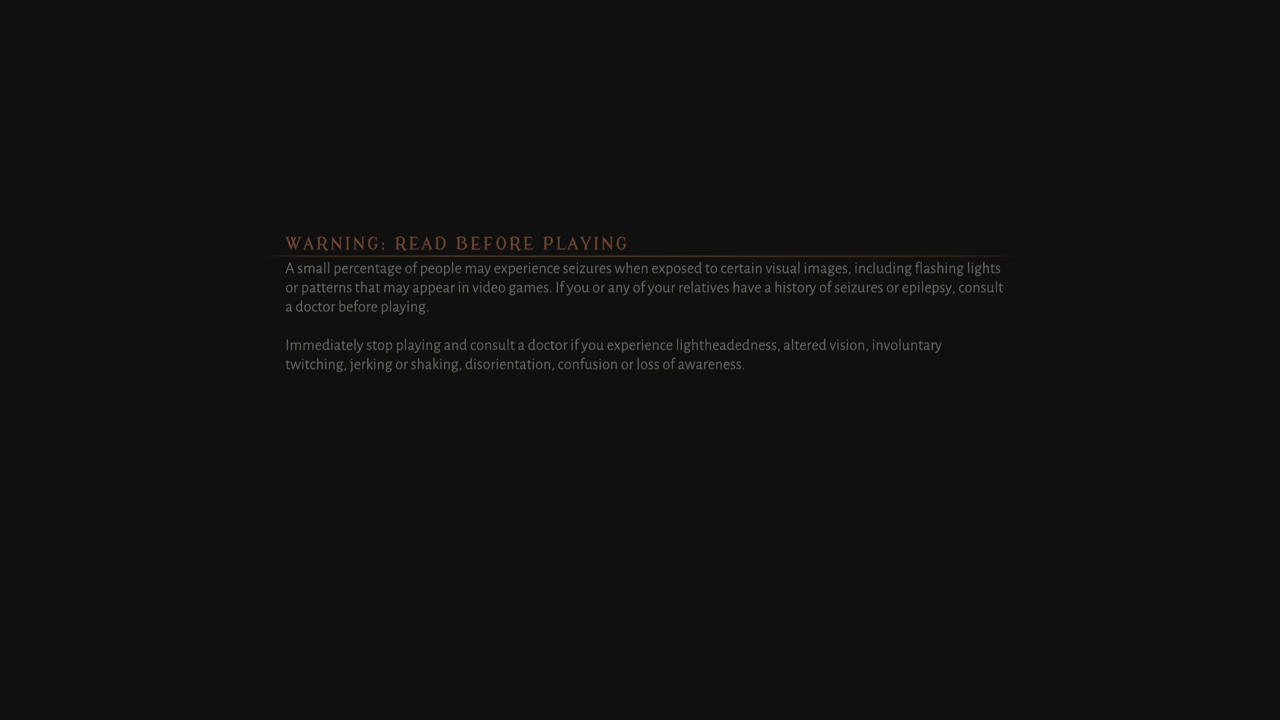 WARNING: READ BEFORE PLAYING
A small percentage of people may experience seizures when exposed to certain visual images, including flashing lights
or patterns that may appear in video games. If you or any of your relatives have a history of seizures or epilepsy, consult
a doctor before playing.
Immediately stop playing and consult a doctor if you experience lightheadedness, altered vision, involuntary
twitching, jerking or shaking, disorientation, confusion or loss of awareness.